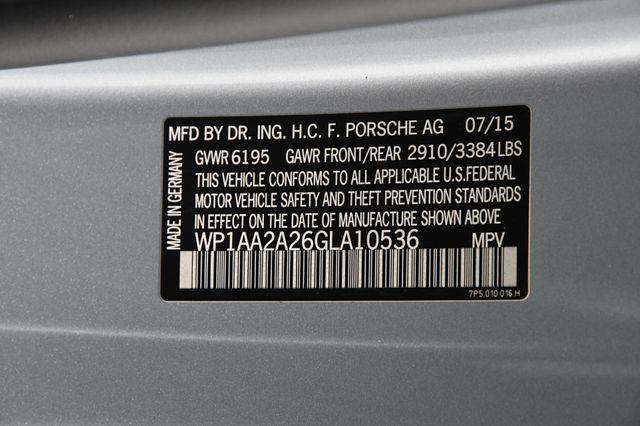 MFD BY DR. ING. H.C. F. PORSCHE AG 07/15
GVWR 6195 GAWR FRONT/REAR 2910/3384 LBS
THIS VEHICLE CONFORMS TO ALL APPLICABLE U.S.FEDERAL
MOTOR VEHICLE SAFETY AND THEFT PREVENTION STANDARDS
IN EFFECT ON THE DATE OF MANUFACTURE SHOWN ABOVE
WP1AA2A26GLA10536 MPV
MADE IN GERMANY
7P5.010.016 H